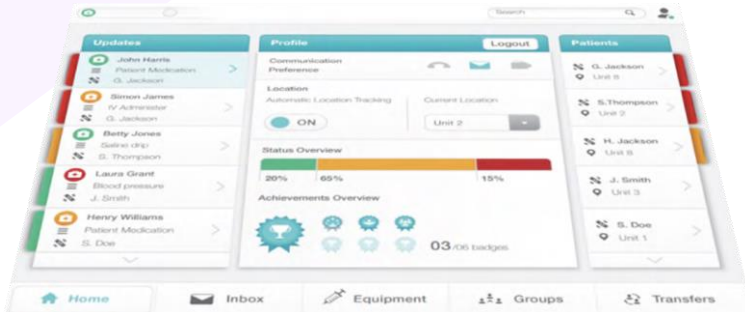 Search
Updates
John Harris
Patient Medication
G. Jackson
Simon James
IV Administer
G. Jackson
Betty Jones
Saline drip
S. Thompson
Laura Grant
Blood pressure
J. Smith
Henry Williams
Patient Medication
S. Doe
Profile
Logout
Communication
Preference
Location
Automatic Location Tracking
Current Location
ON
Unit 2
Status Overview
20% 65% 15%
Achievements Overview
03 /06 badges
Patients
G. Jackson
Unit 8
S.Thompson
Unit 2
H. Jackson
Unit 8
J. Smith
Unit 3
S. Doe
Unit 1
Home Inbox Equipment Groups Transfers